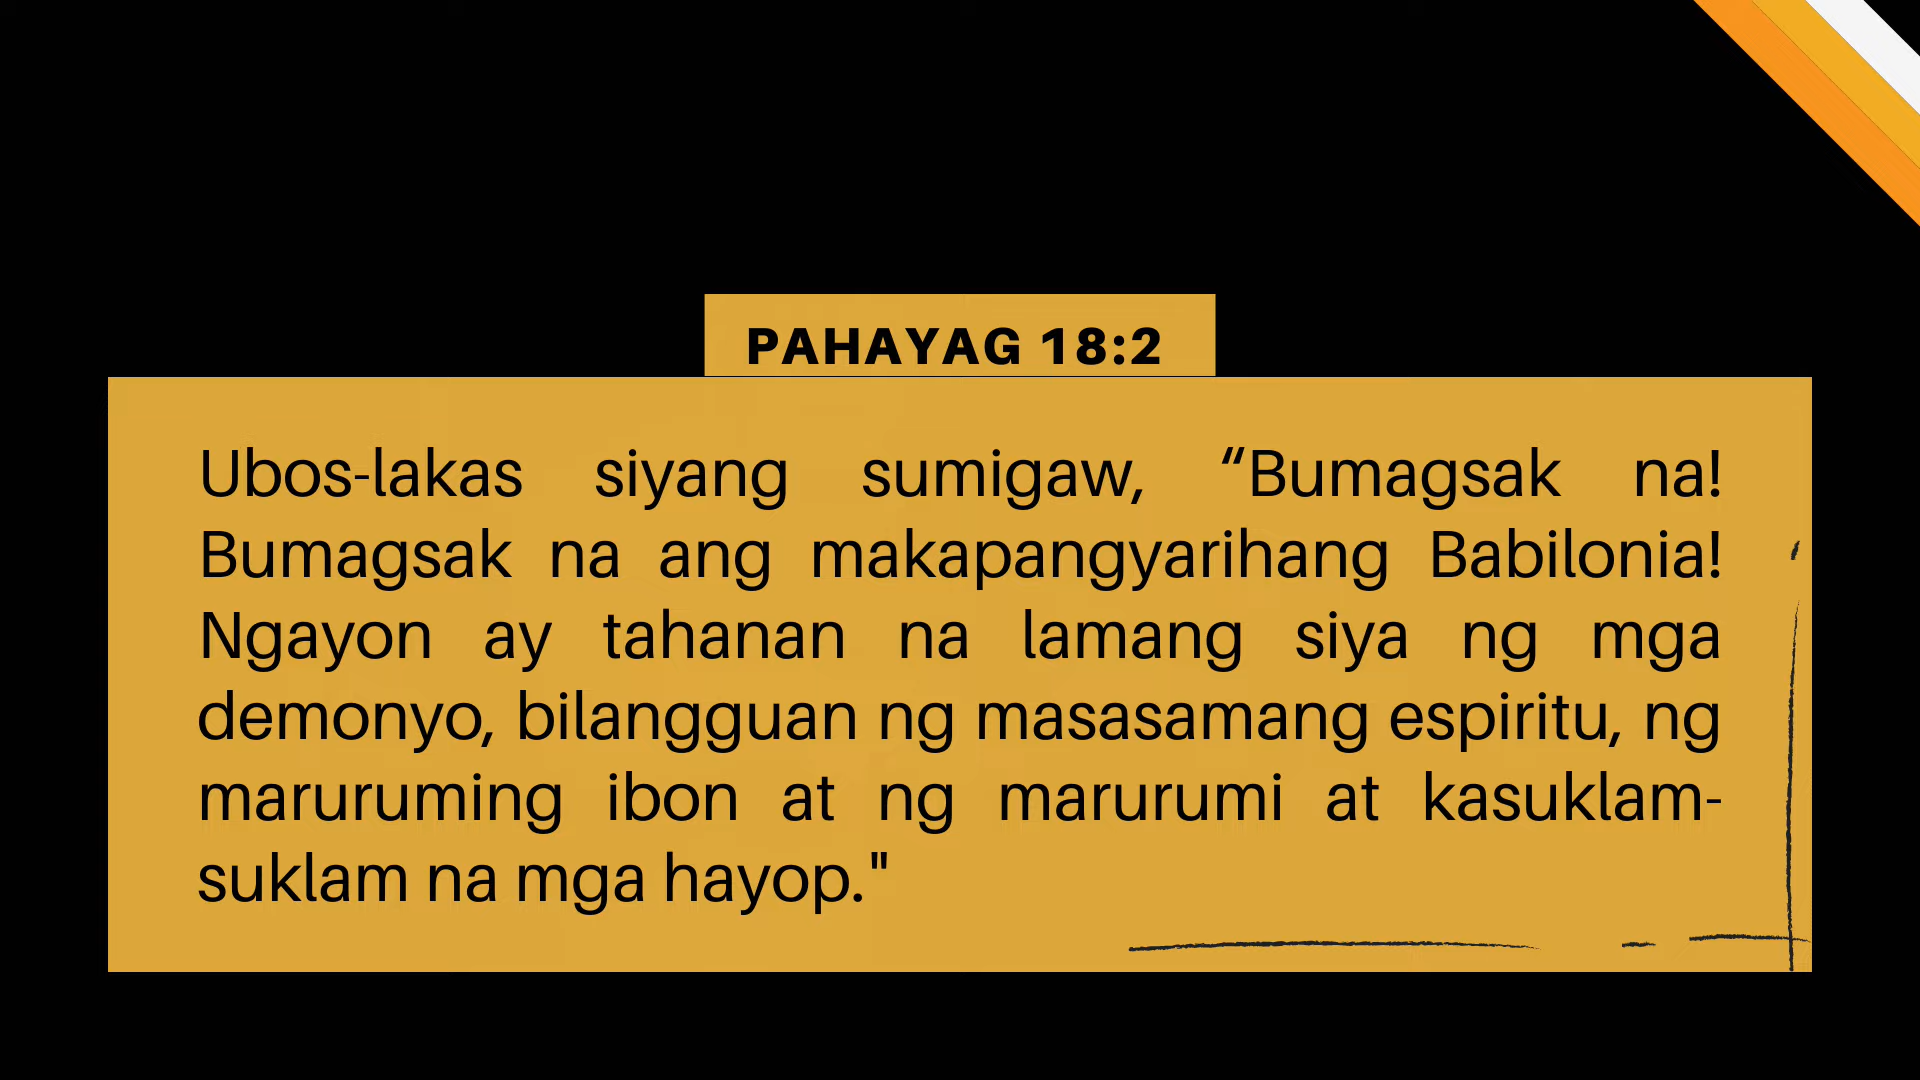 PAHAYAG 18:2
Ubos-lakas siyang sumigaw, “Bumagsak na!
Bumagsak na ang makapangyarihang Babilonia!
Ngayon ay tahanan na lamang siya ng mga
demonyo, bilangguan ng masasamang espiritu, ng
maruruming ibon at ng marurumi at kasuklam-
suklam na mga hayop."